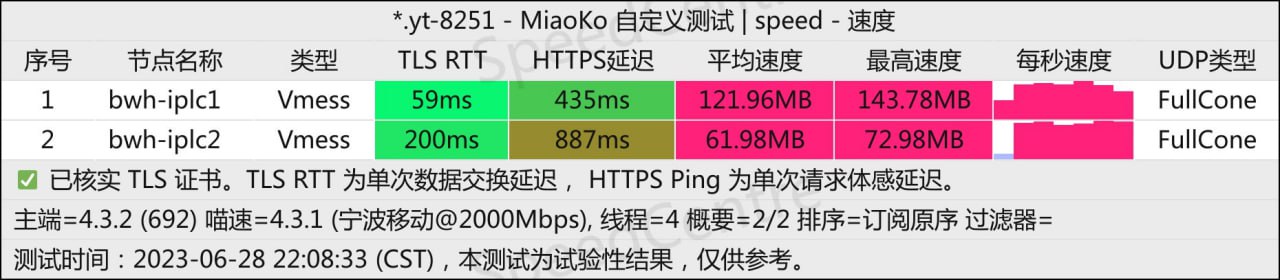 *.yt-8251 - MiaoKo 自定义测试 | speed - 速度
序号 节点名称 类型 TLS RTT HTTPS延迟 平均速度 最高速度 每秒速度 UDP类型
1 bwh-iplc1 Vmess 59ms 435ms 121.96MB 143.78MB FullCone
2 bwh-iplc2 Vmess 200ms 887ms 61.98MB 72.98MB FullCone
✅ 已核实 TLS 证书。TLS RTT 为单次数据交换延迟， HTTPS Ping 为单次请求体感延迟。
主端=4.3.2 (692) 喵速=4.3.1 (宁波移动@2000Mbps), 线程=4 概要=2/2 排序=订阅原序 过滤器=
测试时间：2023-06-28 22:08:33 (CST)，本测试为试验性结果，仅供参考。
SpeedCentre
SpeedCentre